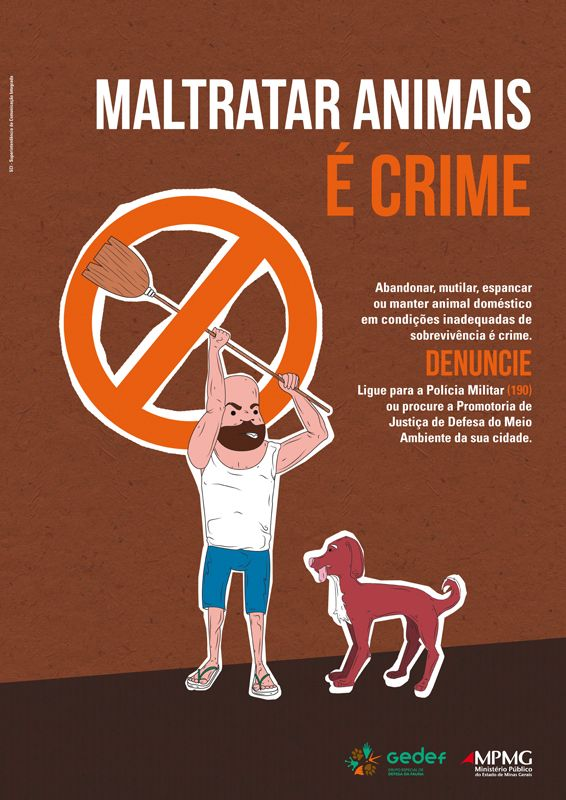 SCI - Superintendência de Comunicação Integrada
MALTRATAR ANIMAIS
É CRIME
Abandonar, mutilar, espancar
ou manter animal doméstico
em condições inadequadas de
sobrevivência é crime.
DENUNCIE
Ligue para a Polícia Militar (190)
ou procure a Promotoria de
Justiça de Defesa do Meio
Ambiente da sua cidade.
gedef
GRUPO ESPECIAL DE
DEFESA DA FAUNA
MPMG
Ministério Público
do Estado de Minas Gerais